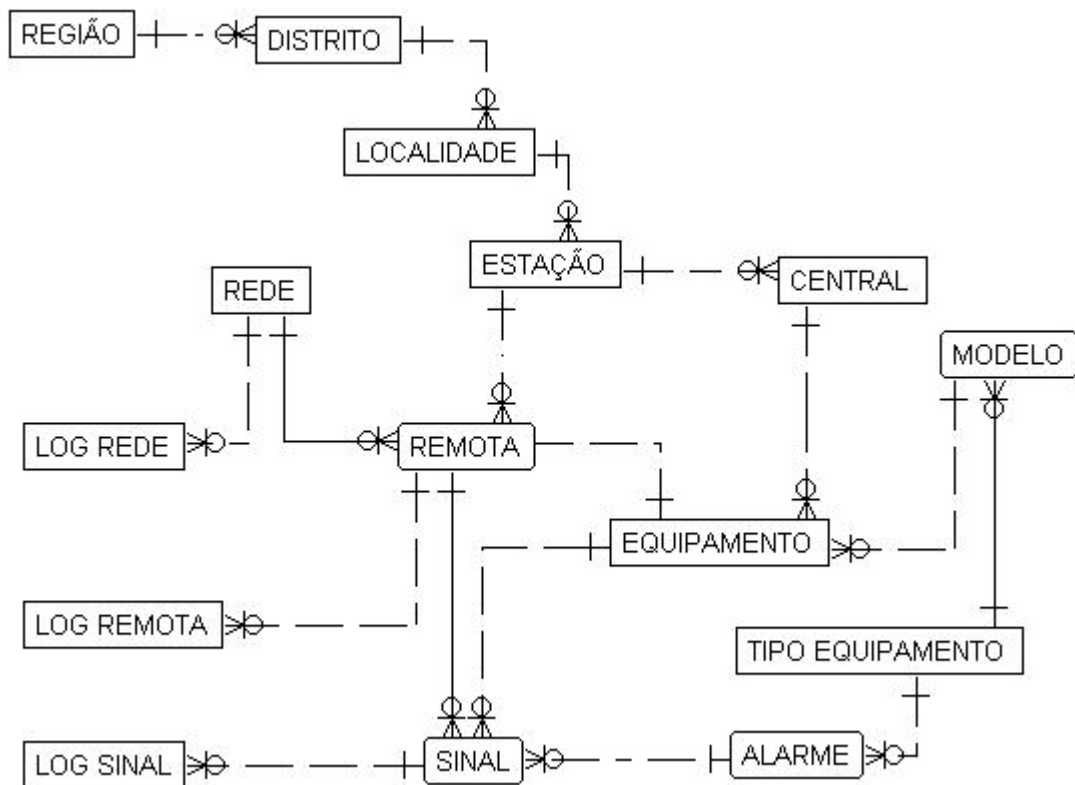 REGIÃO
DISTRITO
LOCALIDADE
ESTAÇÃO
CENTRAL
REDE
MODELO
LOG REDE
REMOTA
EQUIPAMENTO
LOG REMOTA
TIPO EQUIPAMENTO
LOG SINAL
SINAL
ALARME